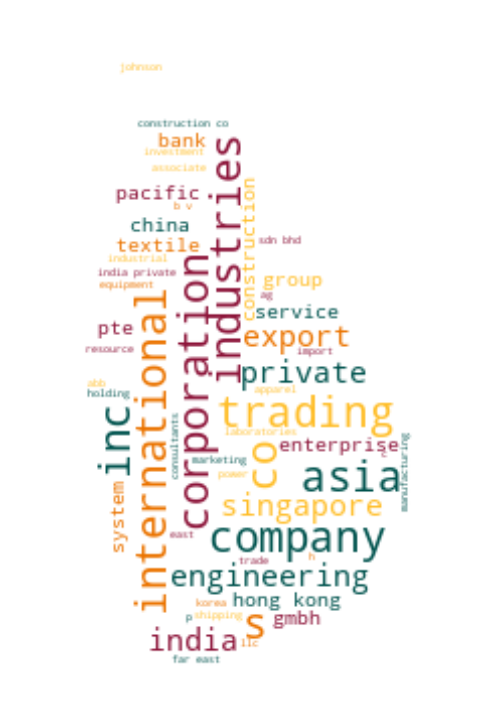 johnson
construction co
bank
investment
associate
industries
pacific
b v
construction
china
textile
sdn bhd
industrial
corporation
india private
equipment
group
ag
international
service
pte
export
resource
import
private
abb
holding
apparel
inc
trading
consultants
laboratories
enterprise
manufacturing
co
c
marketing
asia
power
system
singapore
company
east
trade
h
engineering
korea
hong kong
p
shipping
s
gmbh
india
llc
far east